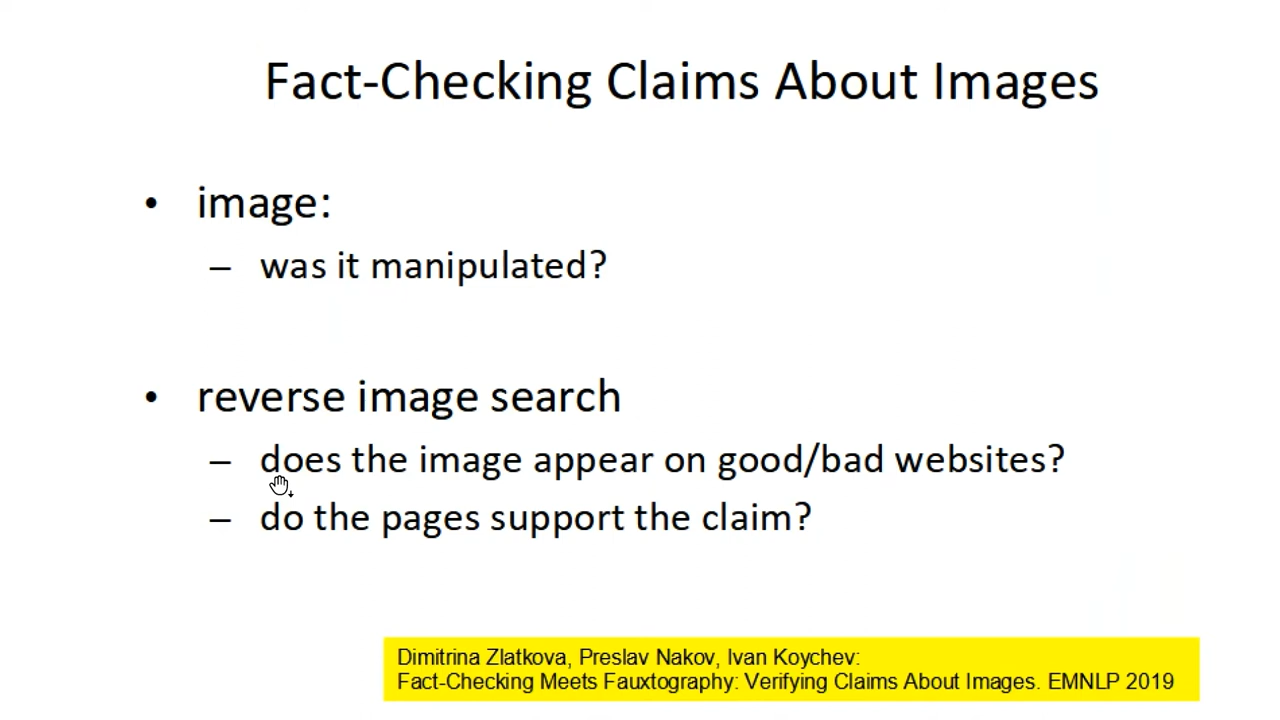 Fact-Checking Claims About Images
• image:
– was it manipulated?
• reverse image search
– does the image appear on good/bad websites?
– do the pages support the claim?
Dimitrina Zlatkova, Preslav Nakov, Ivan Koychev:
Fact-Checking Meets Fauxtography: Verifying Claims About Images. EMNLP 2019